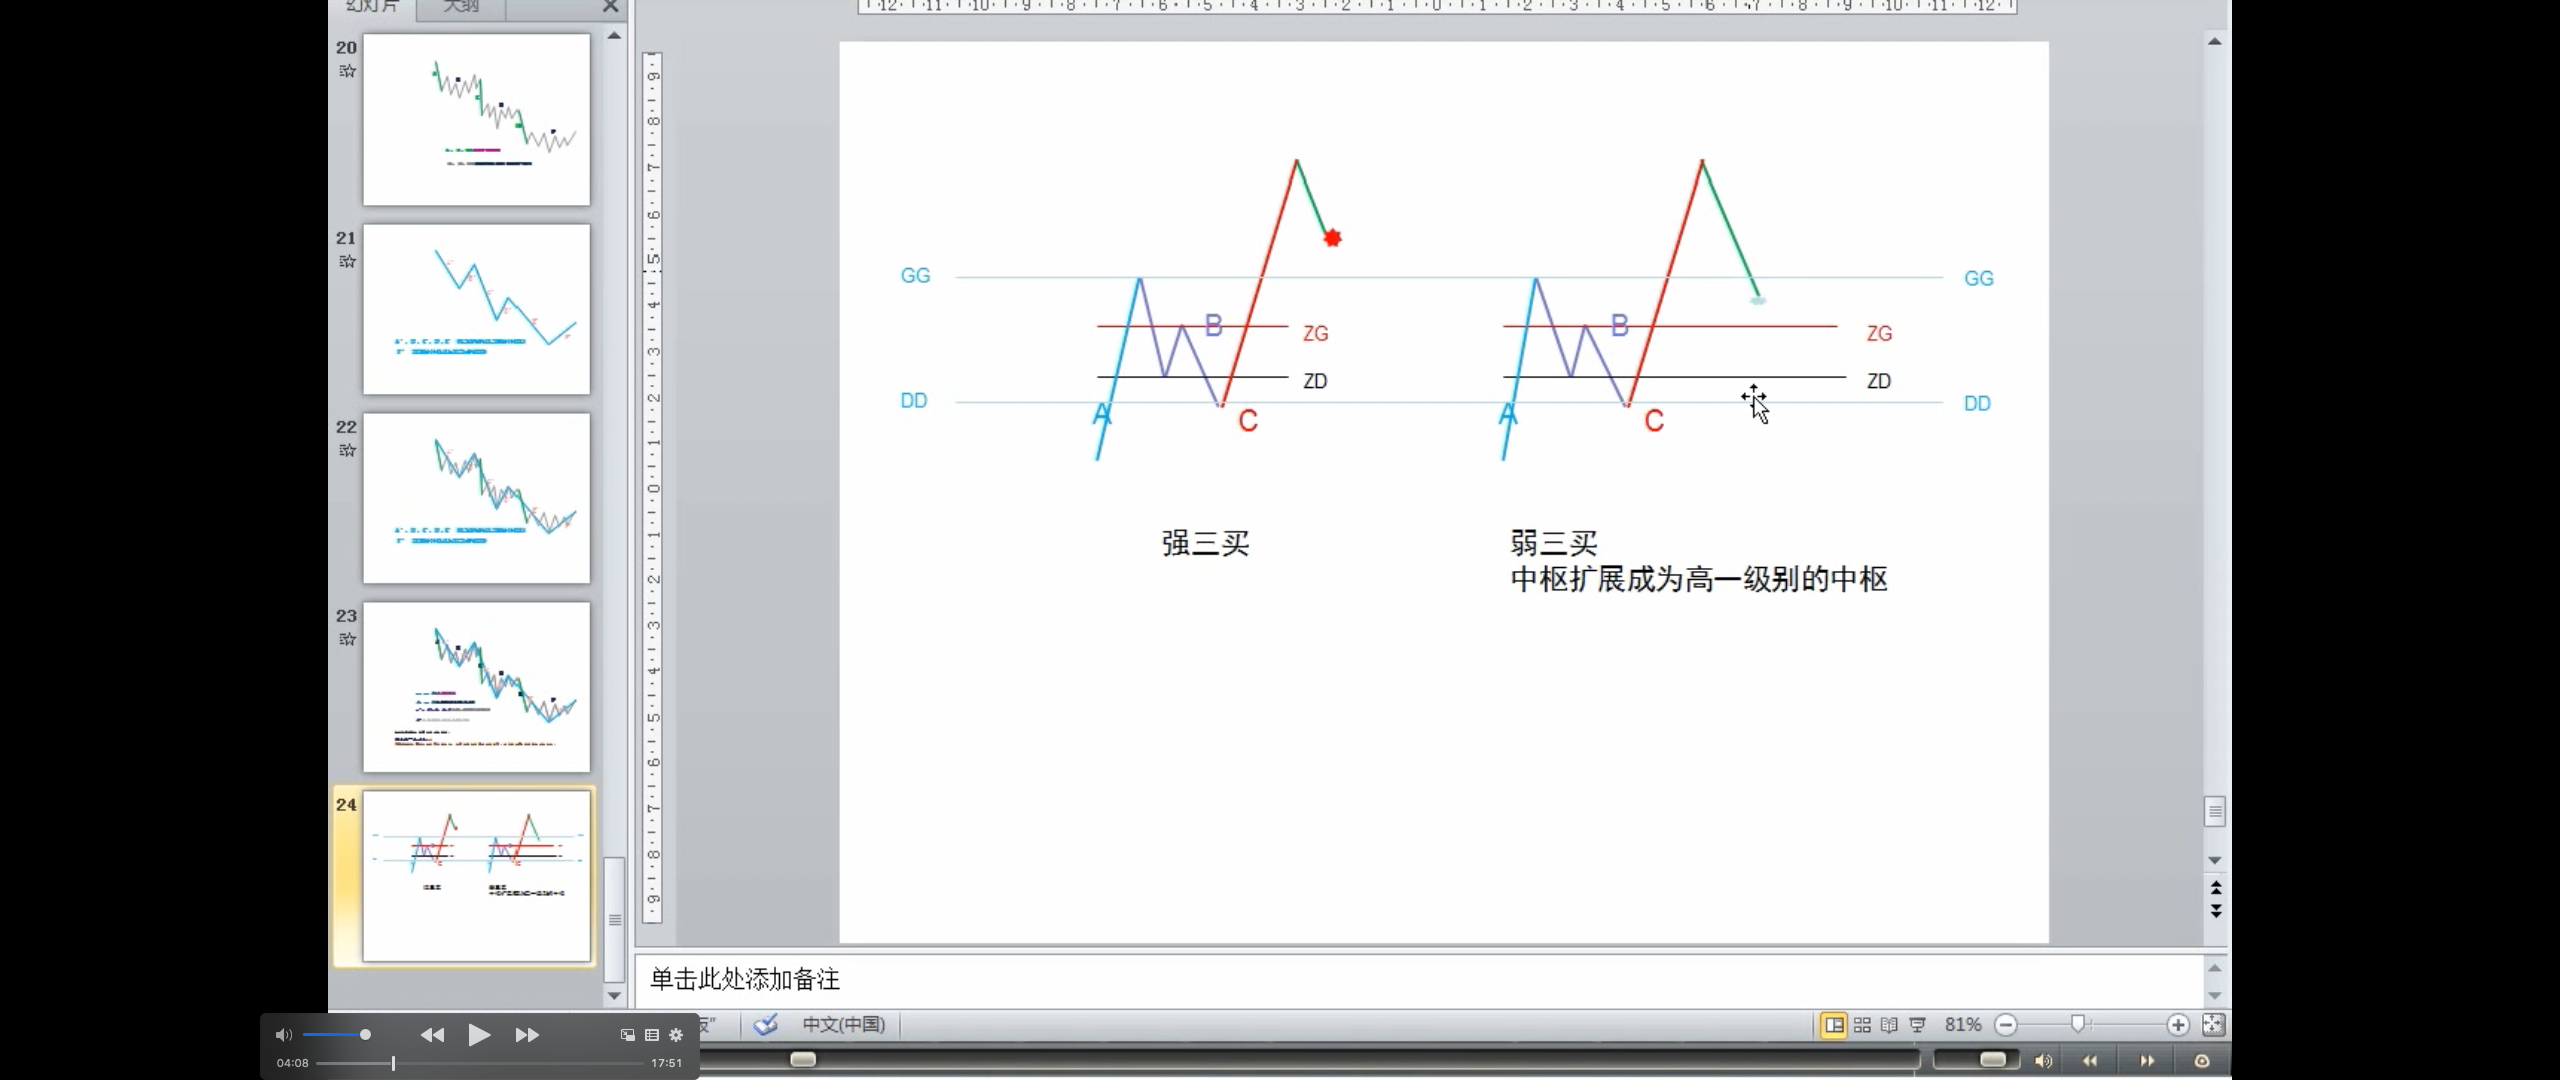 幻灯片 大纲
20
21
22
23
24
GG
GG
B
B
ZG
ZG
ZD
ZD
DD
DD
A
C
A
C
强三买
弱三买
中枢扩展成为高一级别的中枢
单击此处添加备注
中文(中国)
81%
04:08
17:51